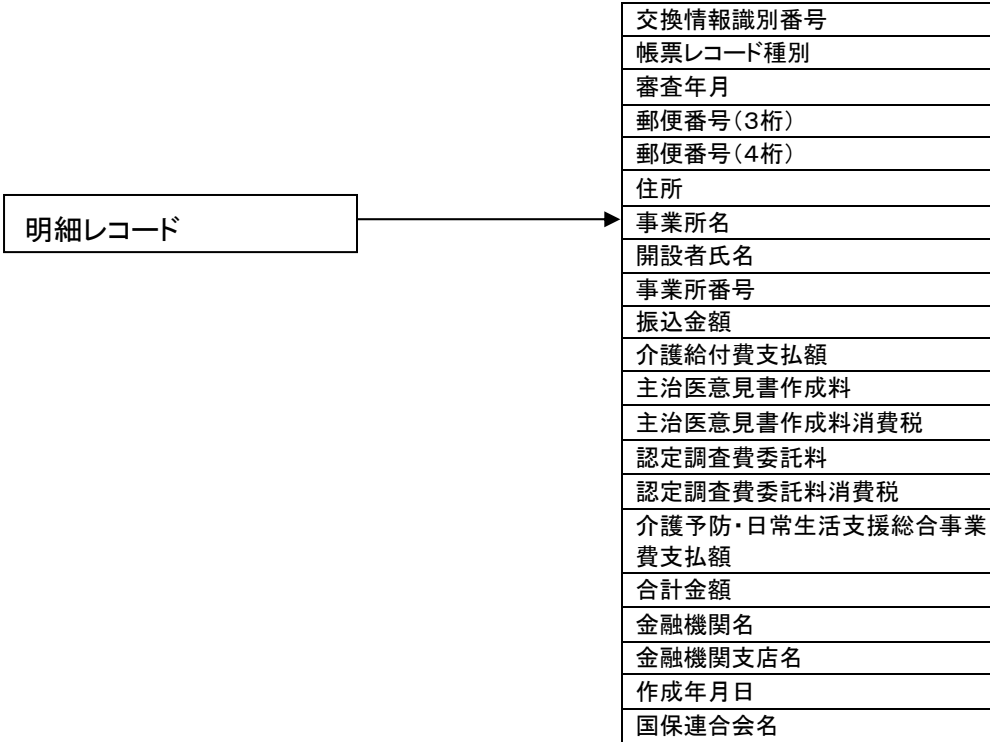 明細レコード
交換情報識別番号
帳票レコード種別
審査年月
郵便番号(3桁)
郵便番号(4桁)
住所
事業所名
開設者氏名
事業所番号
振込金額
介護給付費支払額
主治医意見書作成料
主治医意見書作成料消費税
認定調査費委託料
認定調査費委託料消費税
介護予防・日常生活支援総合事業
費支払額
合計金額
金融機関名
金融機関支店名
作成年月日
国保連合会名